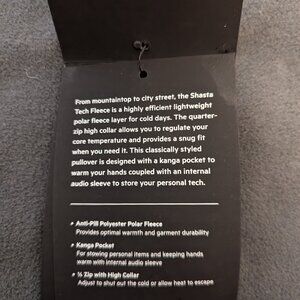 From mountaintop to city street, the Shasta
Tech Fleece is a highly efficient lightweight
polar fleece layer for cold days. The quarter-
zip high collar allows you to regulate your
core temperature and provides a snug fit
when you need it. This classically styled
pullover is designed with a kanga pocket to
warm your hands coupled with an internal
audio sleeve to store your personal tech.
▸ Anti-Pill Polyester Polar Fleece
Provides optimal warmth and garment durability
▸ Kanga Pocket
For stowing personal items and keeping hands
warm with internal audio sleeve
▸ ¼ Zip with High Collar
Adjust to shut out the cold or allow heat to escape